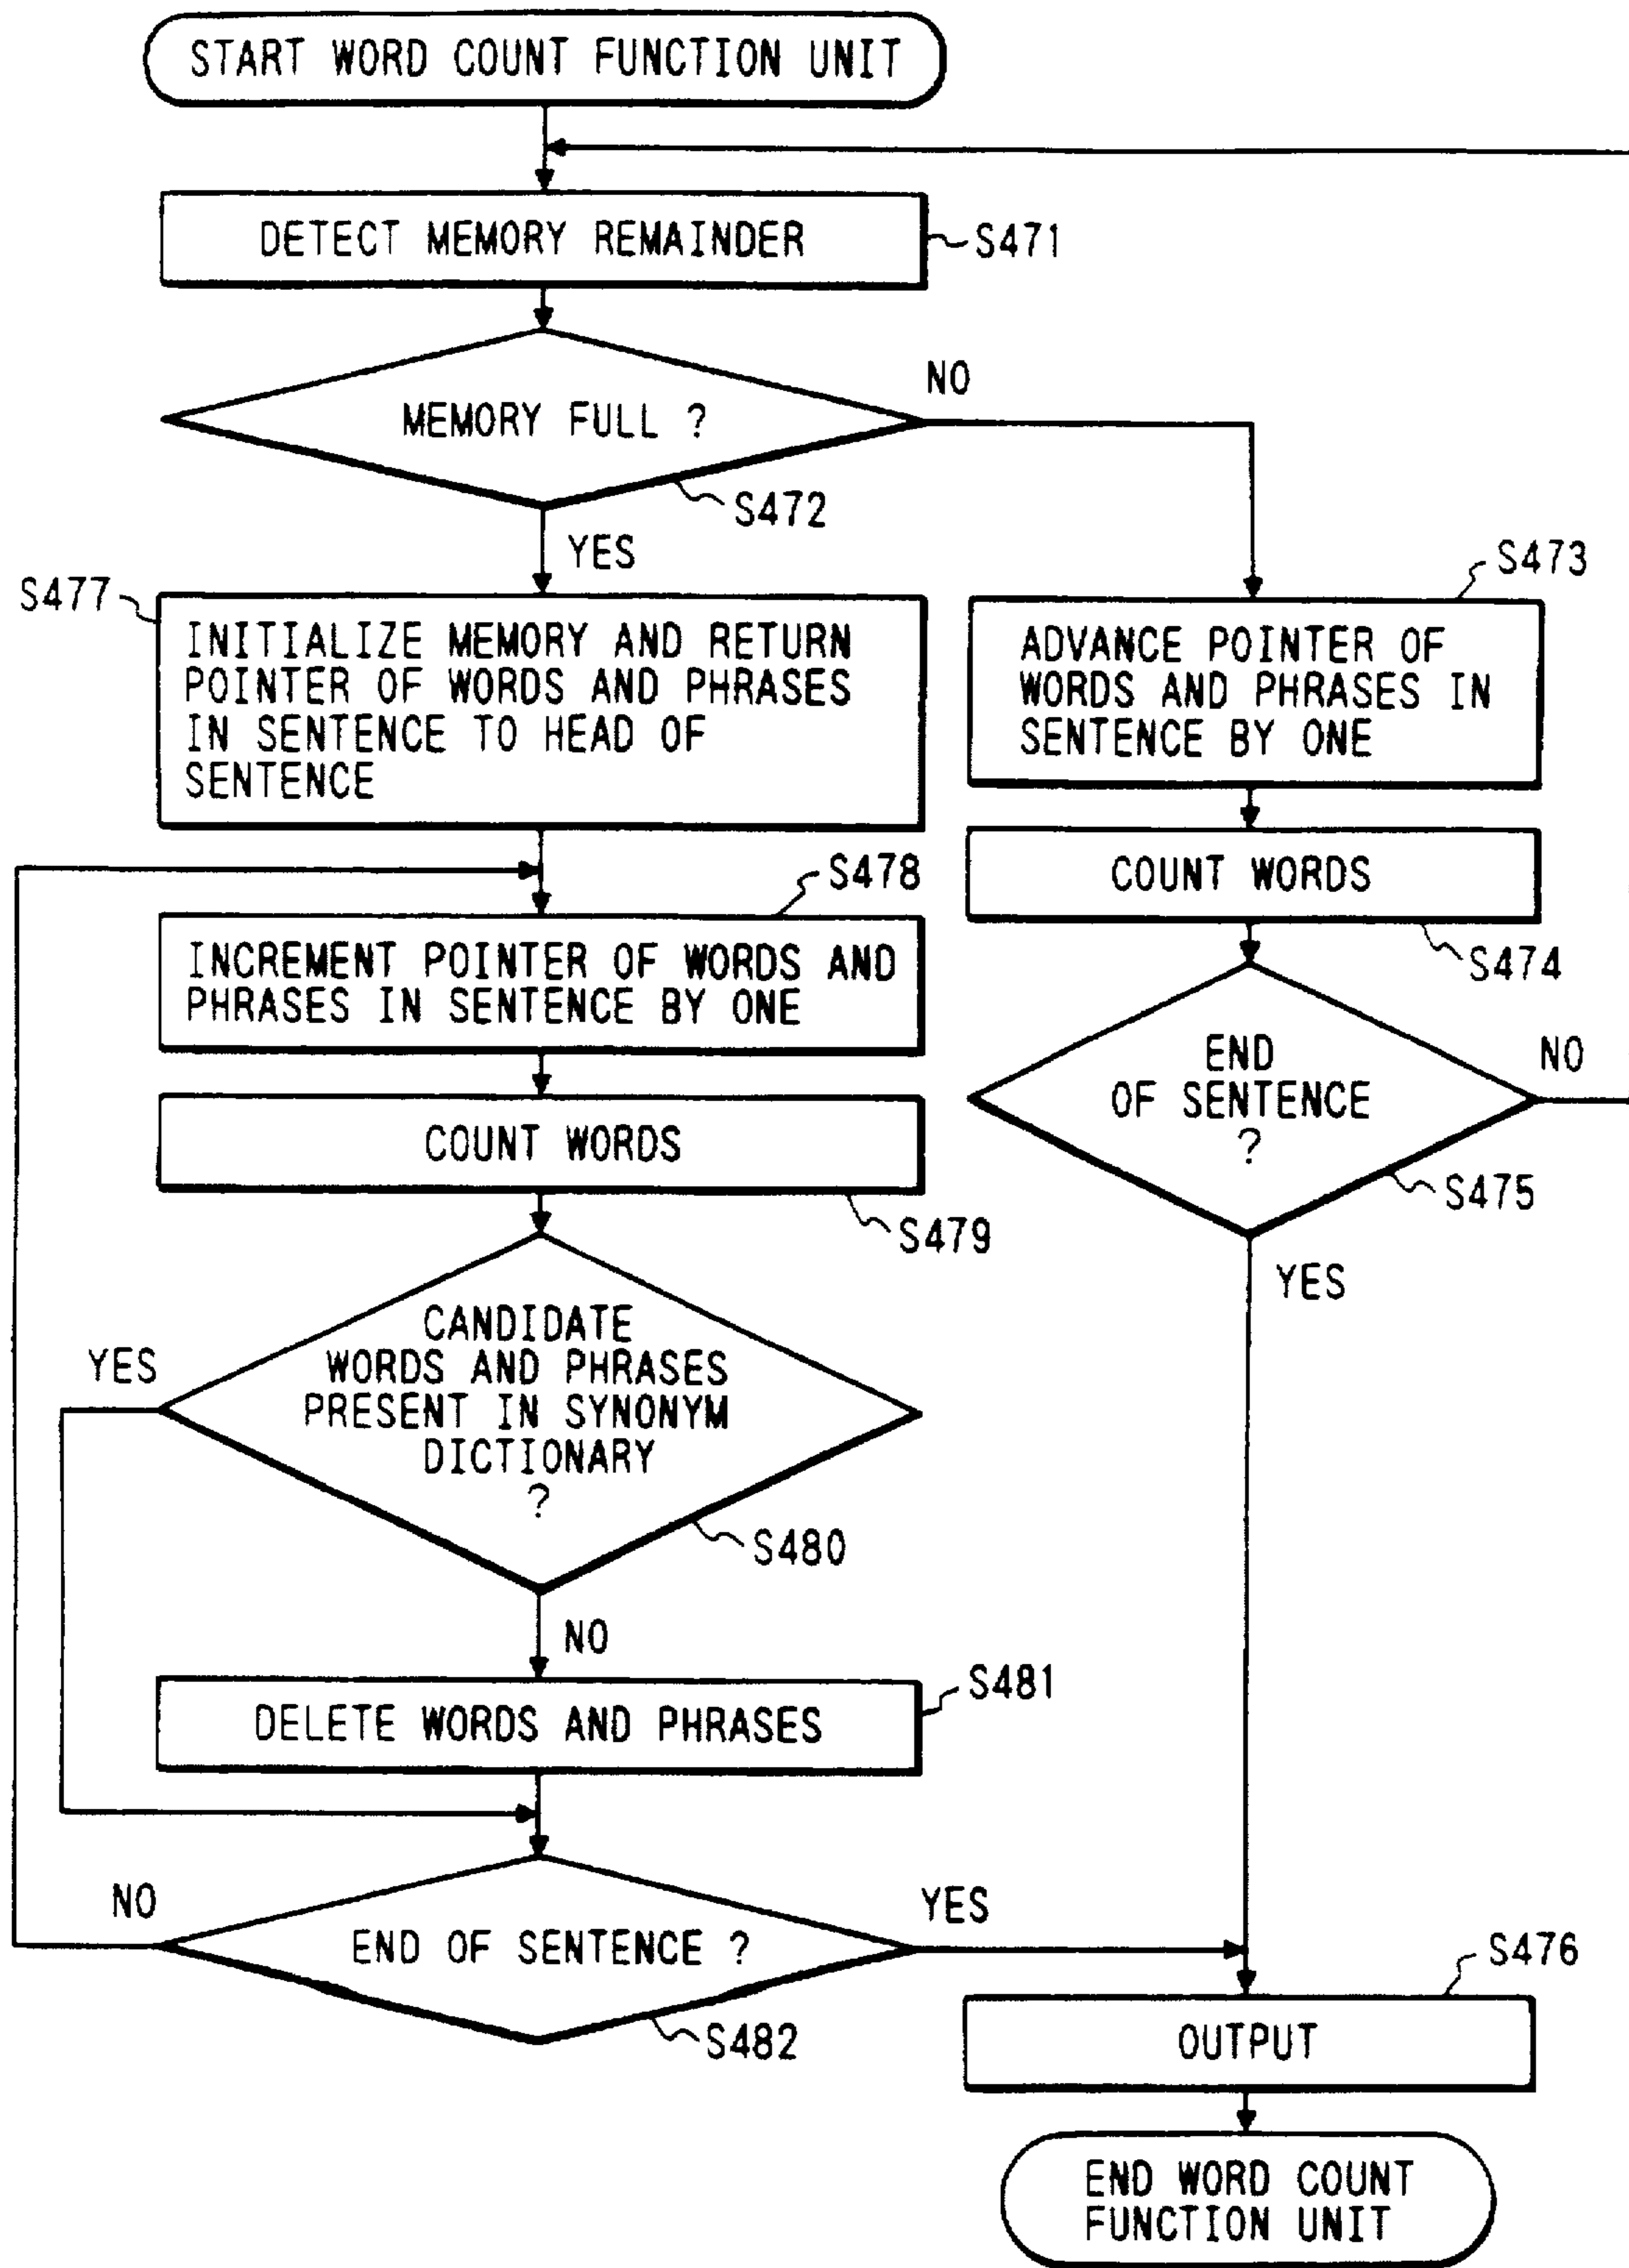 START WORD COUNT FUNCTION UNIT
DETECT MEMORY REMAINDER
S471
MEMORY FULL ?
NO
S472
YES
S477
INITIALIZE MEMORY AND RETURN
POINTER OF WORDS AND PHRASES
IN SENTENCE TO HEAD OF
SENTENCE
S473
ADVANCE POINTER OF
WORDS AND PHRASES IN
SENTENCE BY ONE
COUNT WORDS
S474
S478
INCREMENT POINTER OF WORDS AND
PHRASES IN SENTENCE BY ONE
END
OF SENTENCE
?
NO
S475
YES
COUNT WORDS
S479
CANDIDATE
WORDS AND PHRASES
PRESENT IN SYNONYM
DICTIONARY
?
YES
S480
NO
S481
DELETE WORDS AND PHRASES
NO
END OF SENTENCE ?
YES
S482
S476
OUTPUT
END WORD COUNT
FUNCTION UNIT